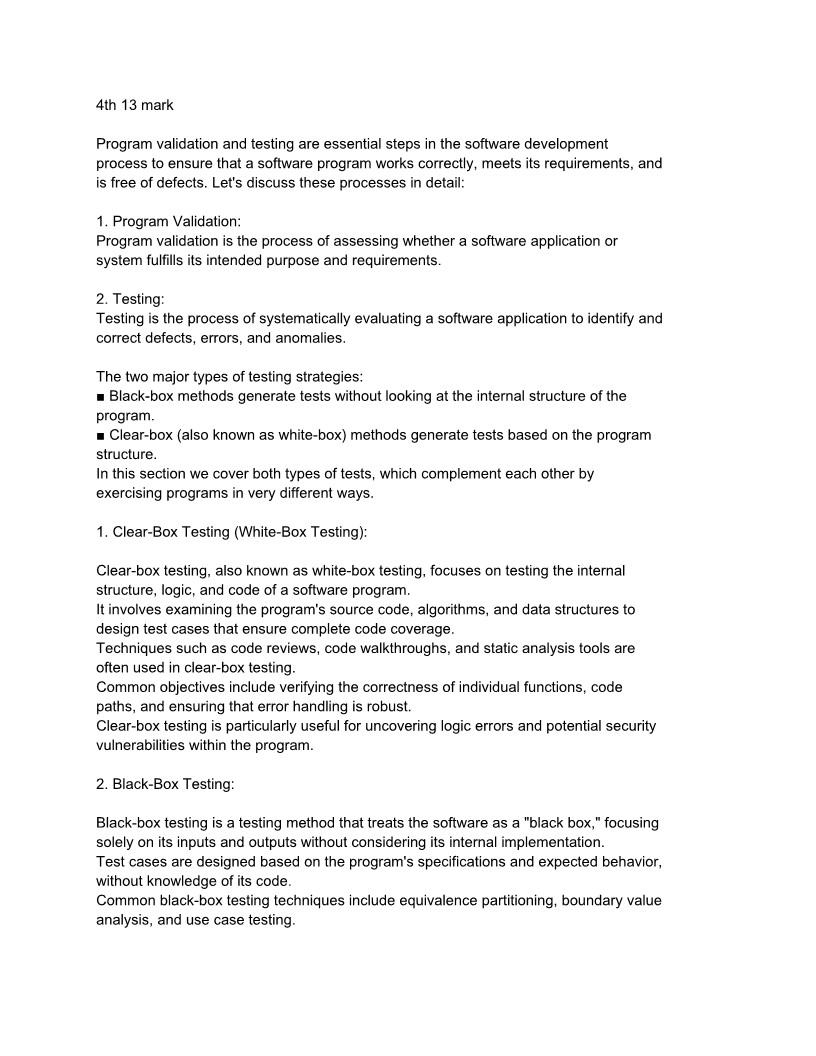 4th 13 mark
Program validation and testing are essential steps in the software development
process to ensure that a software program works correctly, meets its requirements, and
is free of defects. Let's discuss these processes in detail:
1. Program Validation:
Program validation is the process of assessing whether a software application or
system fulfills its intended purpose and requirements.
2. Testing:
Testing is the process of systematically evaluating a software application to identify and
correct defects, errors, and anomalies.
The two major types of testing strategies:
■ Black-box methods generate tests without looking at the internal structure of the
program.
■ Clear-box (also known as white-box) methods generate tests based on the program
structure.
In this section we cover both types of tests, which complement each other by
exercising programs in very different ways.
1. Clear-Box Testing (White-Box Testing):
Clear-box testing, also known as white-box testing, focuses on testing the internal
structure, logic, and code of a software program.
It involves examining the program's source code, algorithms, and data structures to
design test cases that ensure complete code coverage.
Techniques such as code reviews, code walkthroughs, and static analysis tools are
often used in clear-box testing.
Common objectives include verifying the correctness of individual functions, code
paths, and ensuring that error handling is robust.
Clear-box testing is particularly useful for uncovering logic errors and potential security
vulnerabilities within the program.
2. Black-Box Testing:
Black-box testing is a testing method that treats the software as a "black box," focusing
solely on its inputs and outputs without considering its internal implementation.
Test cases are designed based on the program's specifications and expected behavior,
without knowledge of its code.
Common black-box testing techniques include equivalence partitioning, boundary value
analysis, and use case testing.